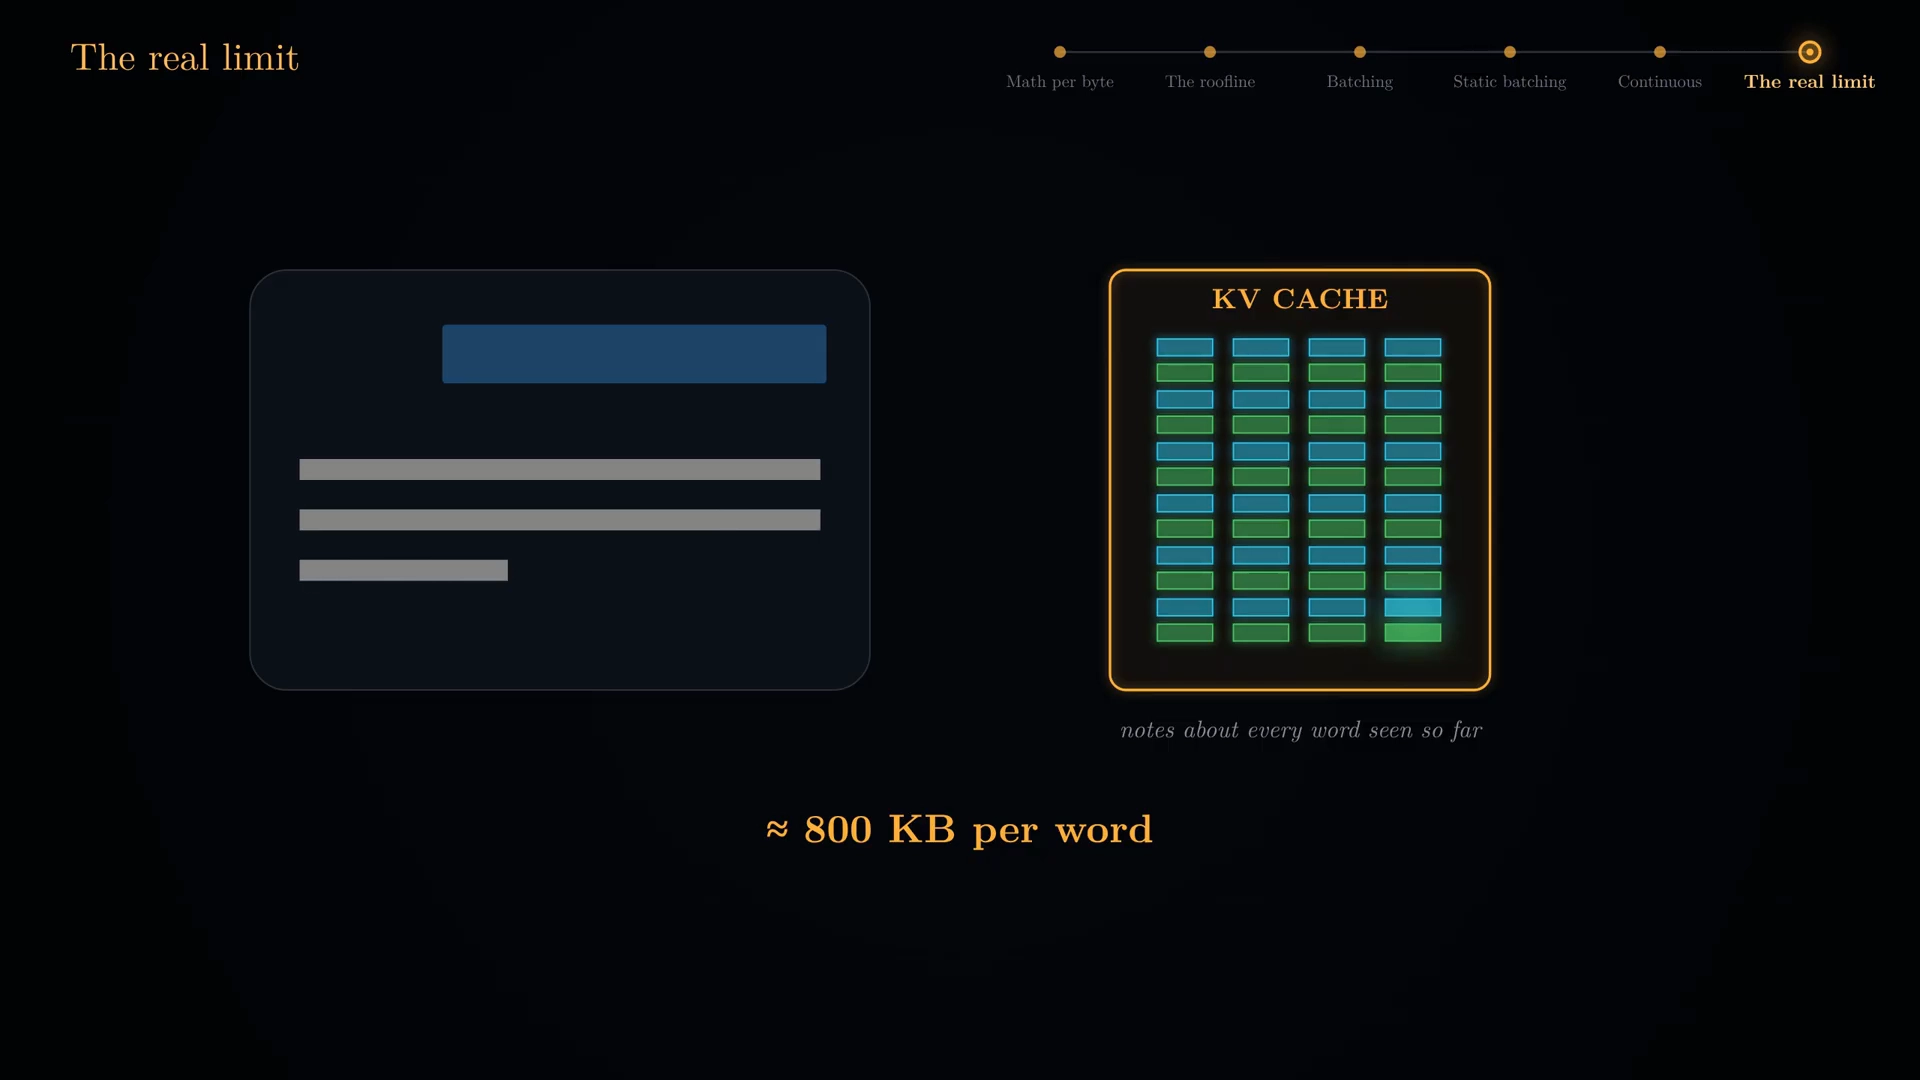 The real limit
Math per byte
The roofline
Batching
Static batching
Continuous
The real limit
KV CACHE
notes about every word seen so far
≈ 800 KB per word